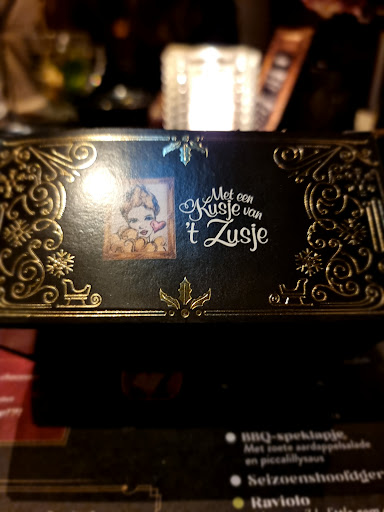 Met een
Kusje van
't Zusje
BBQ-speklapje,
Met zoete aardappelsalade
en piccalillysaus
Seizoenshoofdger
Raviolo